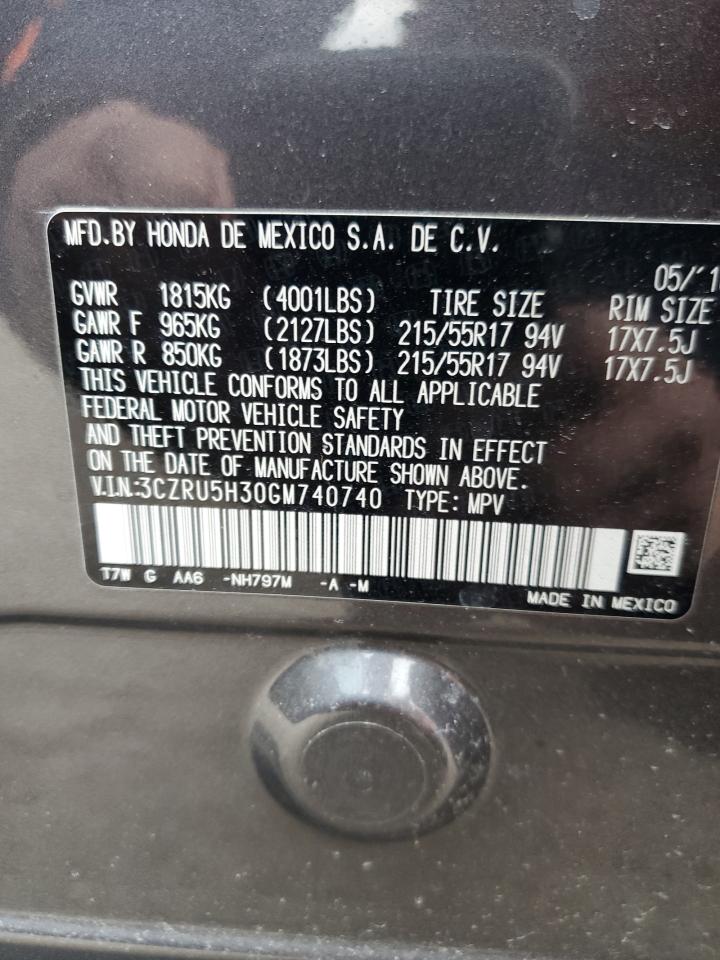 MFD.BY HONDA DE MEXICO S.A. DE C.V.
05/'1
GVWR 1815KG (4001LBS) TIRE SIZE RIM SIZE
GAWR F 965KG (2127LBS) 215/55R17 94V 17X7.5J
GAWR R 850KG (1873LBS) 215/55R17 94V 17X7.5J
THIS VEHICLE CONFORMS TO ALL APPLICABLE
FEDERAL MOTOR VEHICLE SAFETY
AND THEFT PREVENTION STANDARDS IN EFFECT
ON THE DATE OF MANUFACTURE SHOWN ABOVE.
V.I.N.:3CZRU5H30GM740740 TYPE: MPV
T7W G AA6 -NH797M -A -M
MADE IN MEXICO